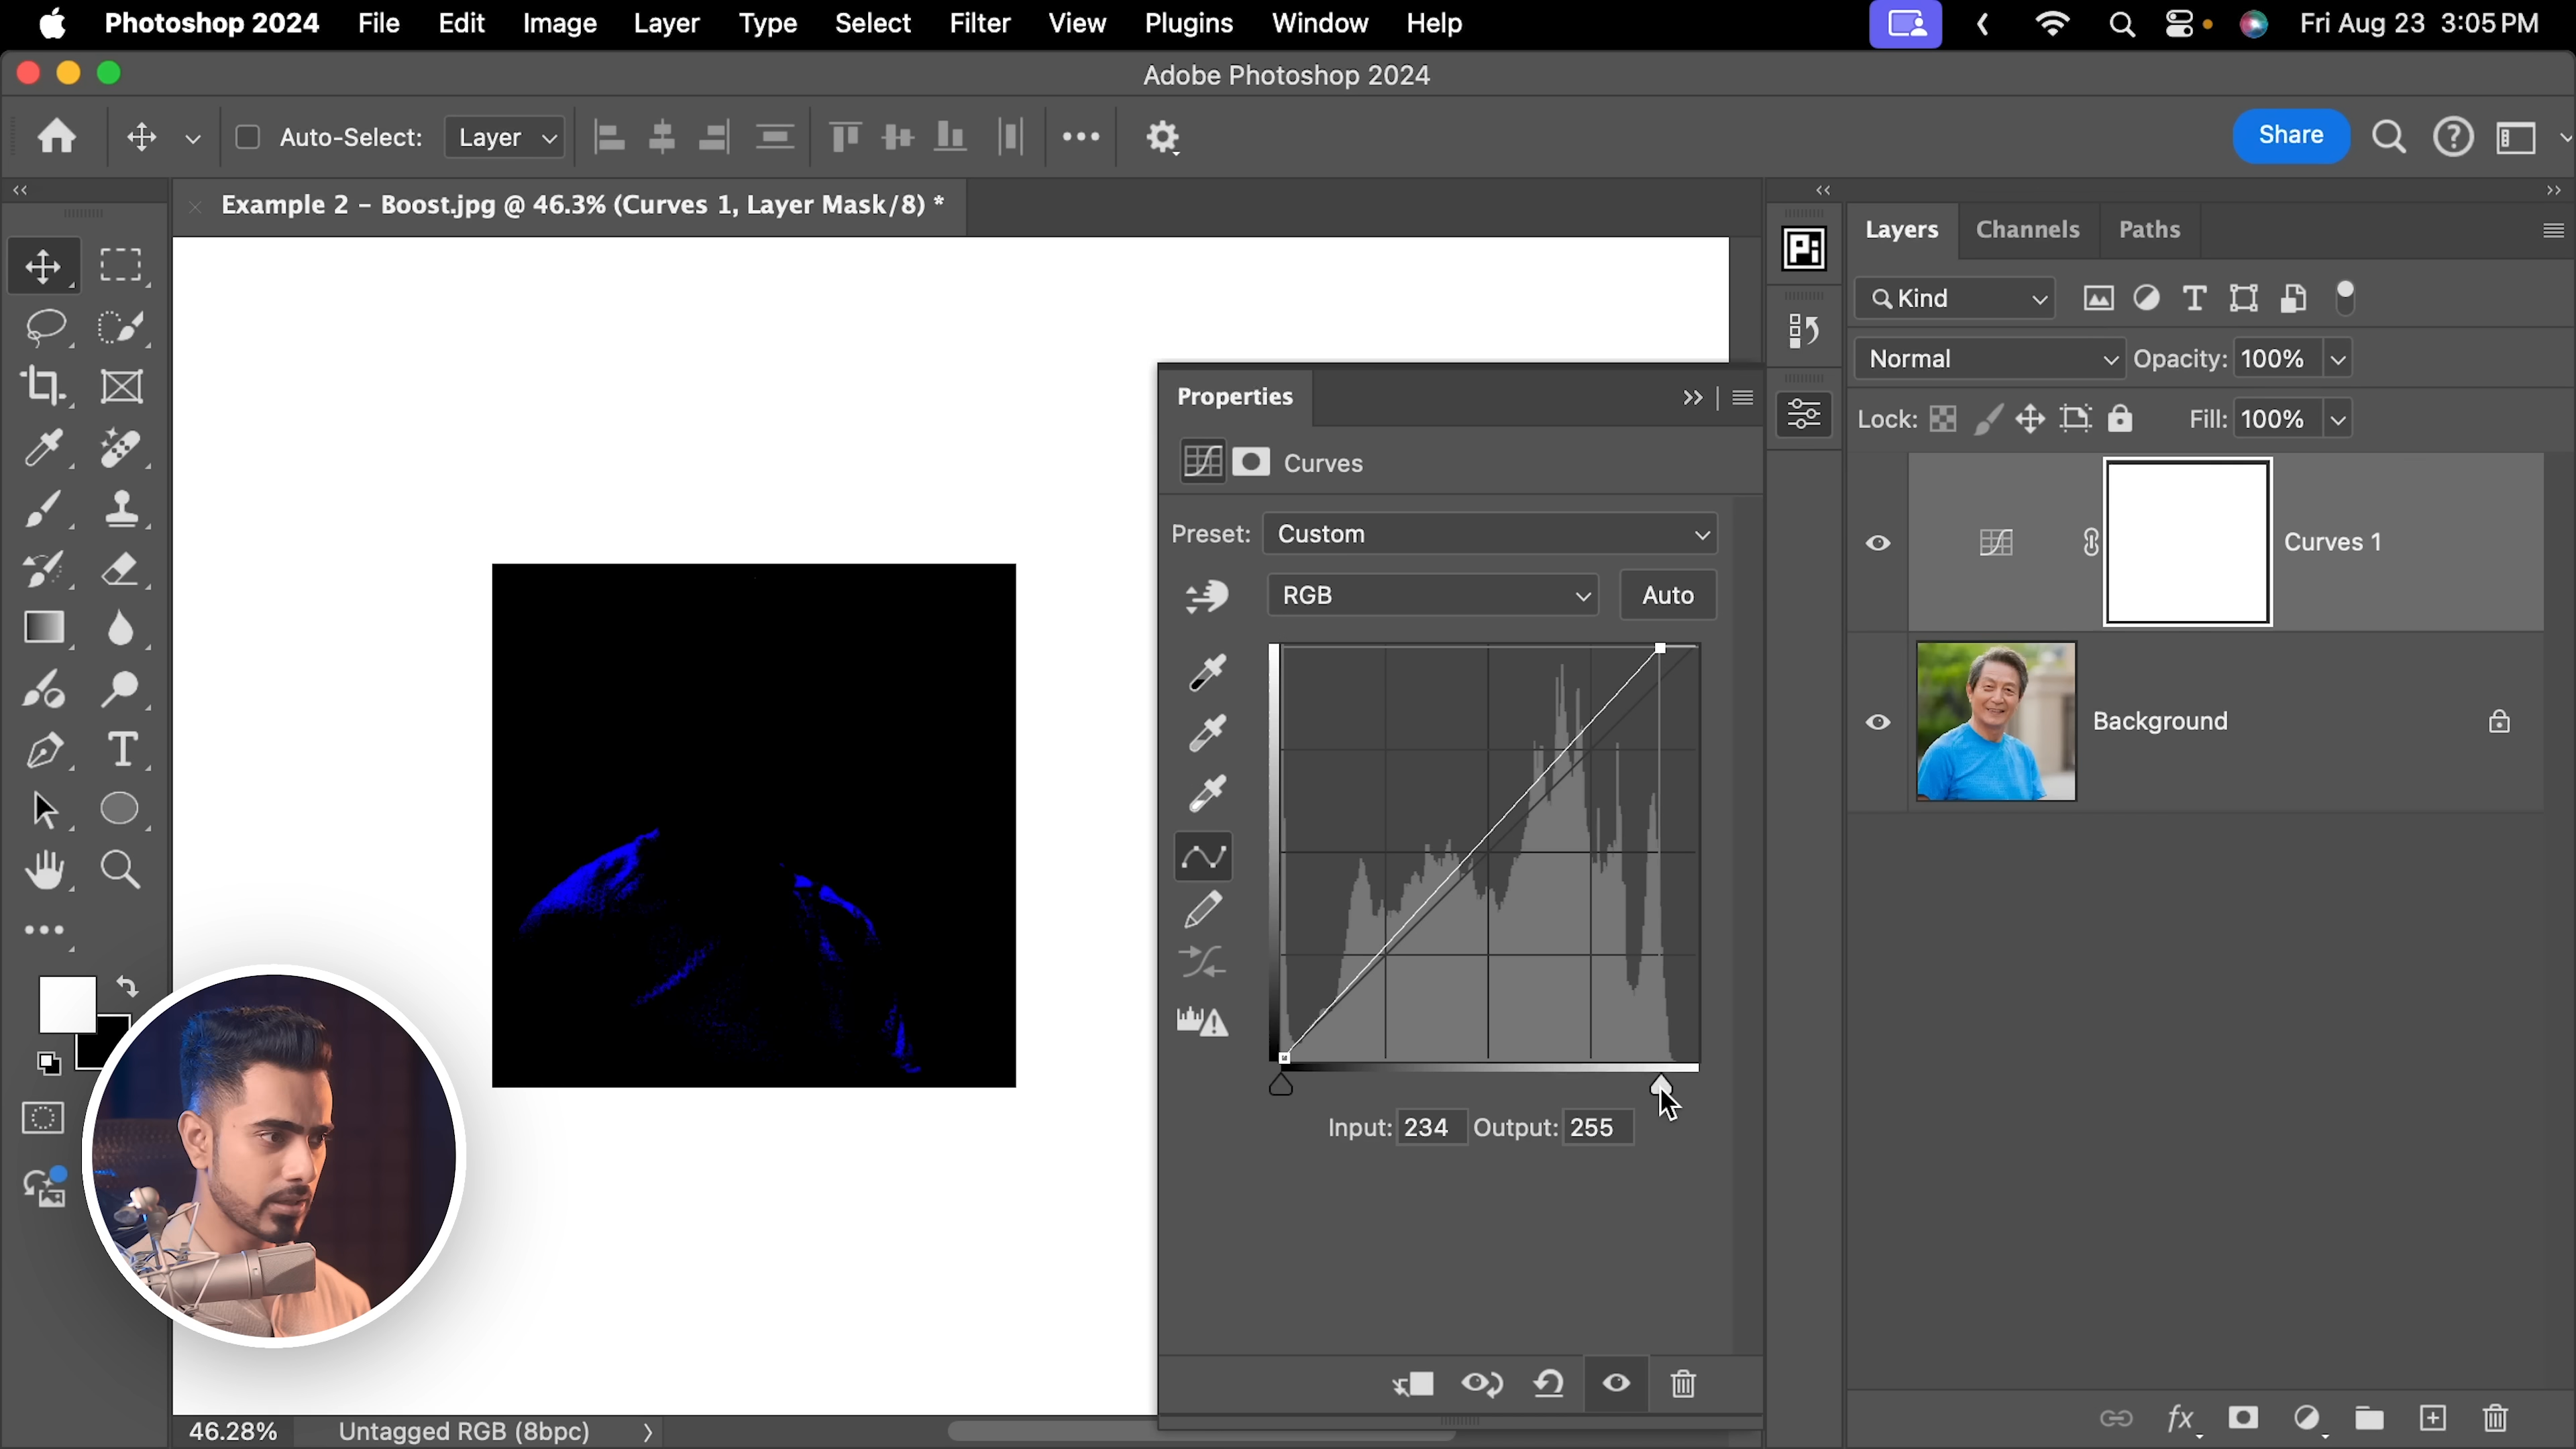 Photoshop 2024 File Edit Image Layer Type Select Filter View Plugins Window Help Fri Aug 23 3:05 PM
Adobe Photoshop 2024
Auto-Select: Layer Share
Example 2 – Boost.jpg @ 46.3% (Curves 1, Layer Mask/8) *
Layers Channels Paths
Pi
Kind
Normal Opacity: 100%
Properties
Lock: Fill: 100%
Curves
Preset: Custom
Curves 1
RGB Auto
Background
Input: 234 Output: 255
46.28% Untagged RGB (8bpc)
fx